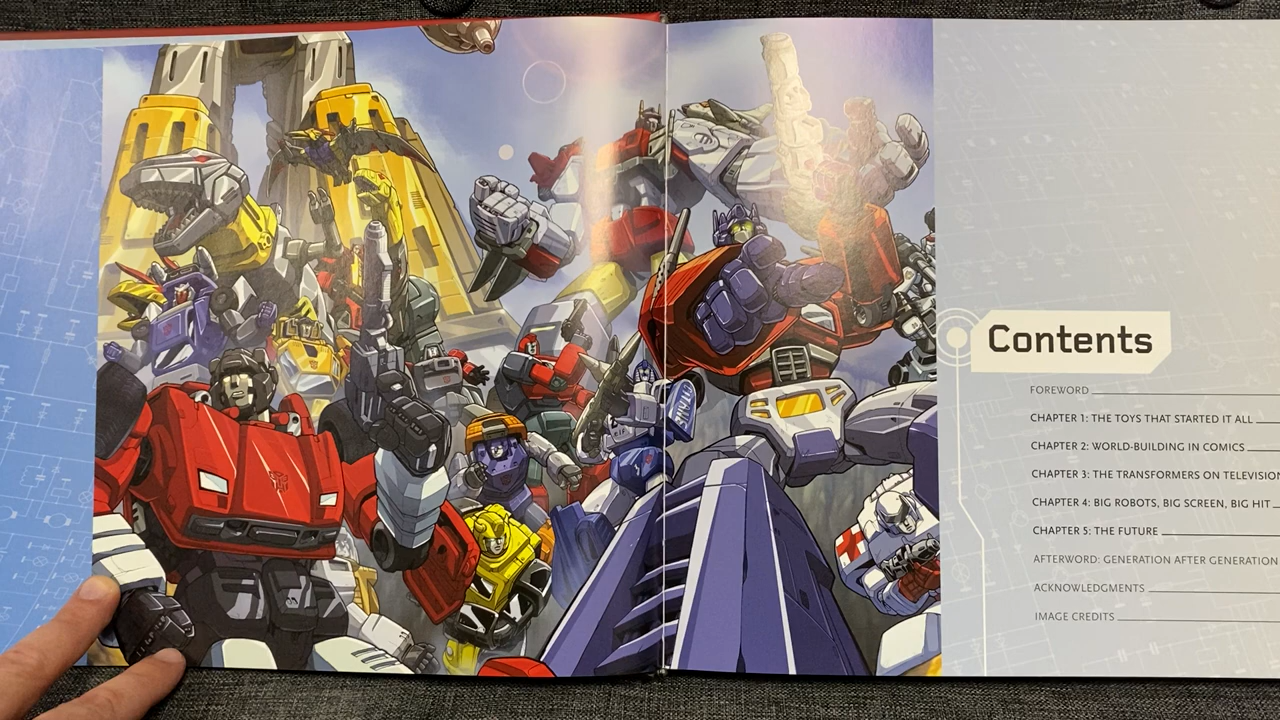 Contents
FOREWORD
CHAPTER 1: THE TOYS THAT STARTED IT ALL
CHAPTER 2: WORLD-BUILDING IN COMICS
CHAPTER 3: THE TRANSFORMERS ON TELEVISION
CHAPTER 4: BIG ROBOTS, BIG SCREEN, BIG HIT
CHAPTER 5: THE FUTURE
AFTERWORD: GENERATION AFTER GENERATION
ACKNOWLEDGMENTS
IMAGE CREDITS